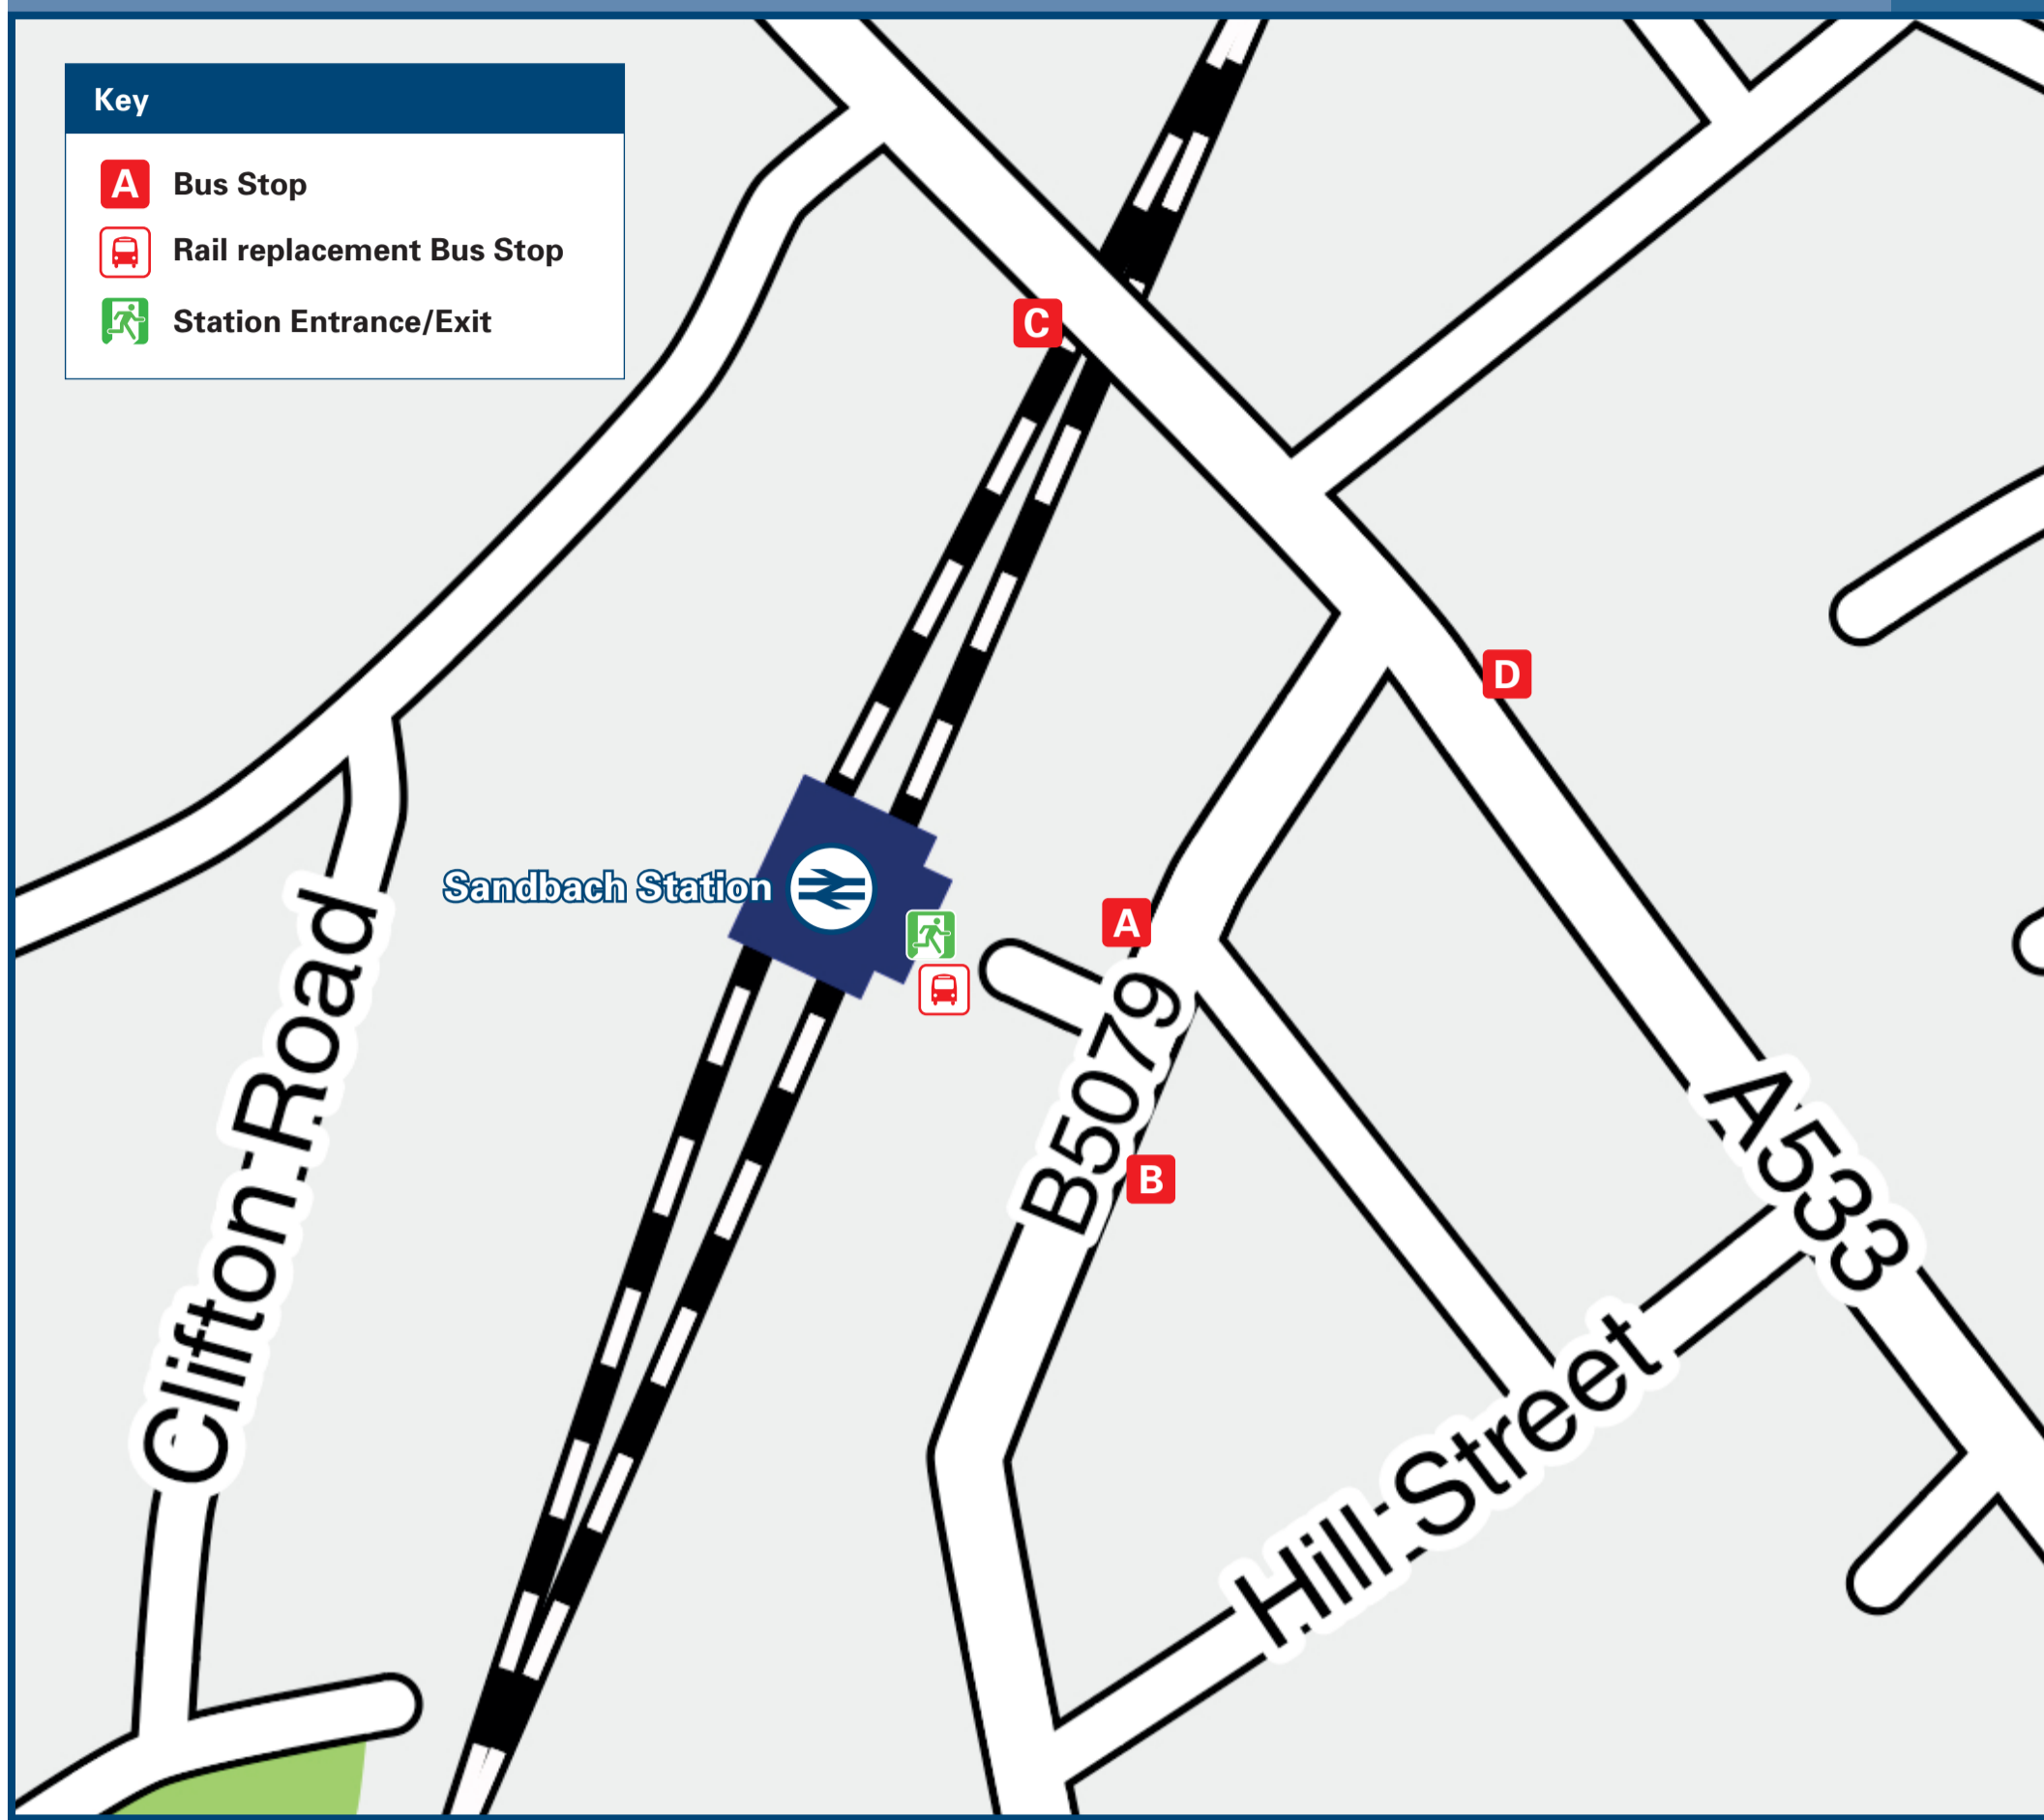 Key
A Bus Stop
Rail replacement Bus Stop
Station Entrance/Exit
C
D
Sandbach Station
A
B5079
B
Clifton Road
A533
Hill Street